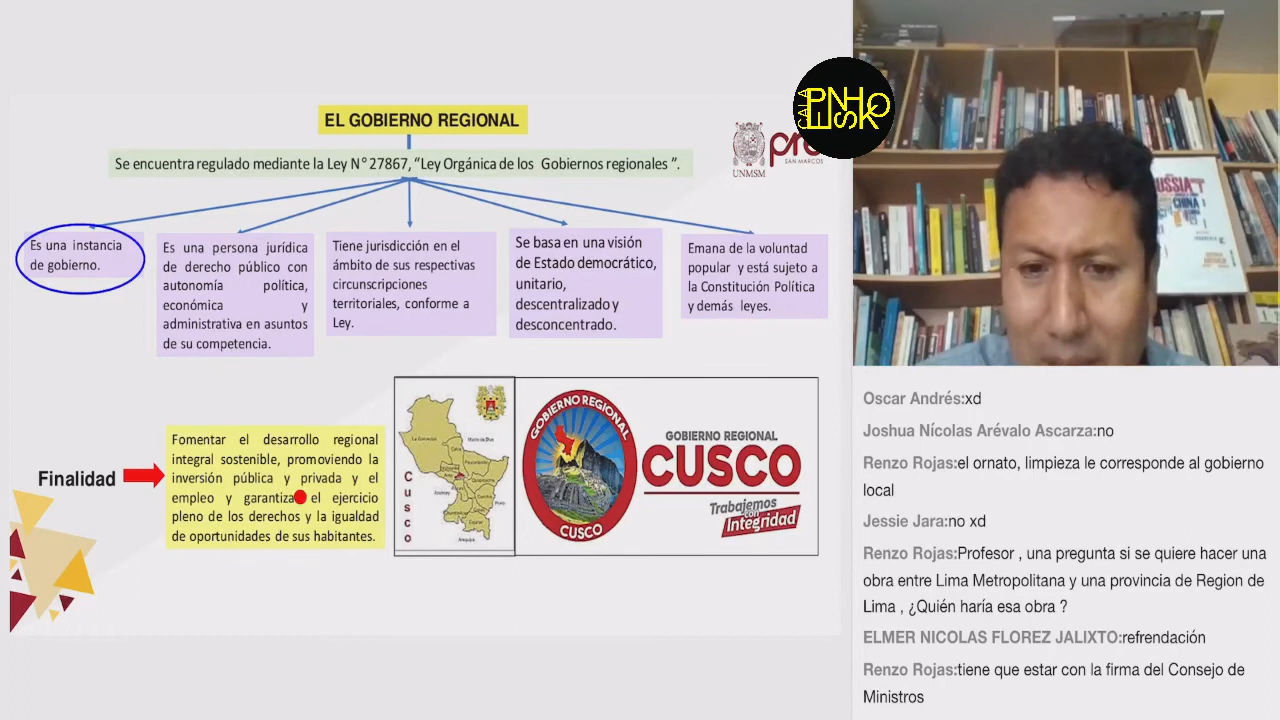 EL GOBIERNO REGIONAL
Se encuentra regulado mediante la Ley N° 27867, “Ley Orgánica de los Gobiernos regionales ”.
UNMSM
pre
SAN MARCOS
CALA
PNHO
ESK
Es una instancia
de gobierno.
Es una persona jurídica
de derecho público con
autonomía política,
económica y
administrativa en asuntos
de su competencia.
Tiene jurisdicción en el
ámbito de sus respectivas
circunscripciones
territoriales, conforme a
Ley.
Se basa en una visión
de Estado democrático,
unitario,
descentralizado y
desconcentrado.
Emana de la voluntad
popular y está sujeto a
la Constitución Política
y demás leyes.
Finalidad
Fomentar el desarrollo regional
integral sostenible, promoviendo la
inversión pública y privada y el
empleo y garantiza el ejercicio
pleno de los derechos y la igualdad
de oportunidades de sus habitantes.
Cusco
GOBIERNO REGIONAL
CUSCO
GOBIERNO REGIONAL
CUSCO
Trabajemos
con
Integridad
RUSSIA
CHINA
Oscar Andrés:xd
Joshua Nícolas Arévalo Ascarza:no
Renzo Rojas:el ornato, limpieza le corresponde al gobierno
local
Jessie Jara:no xd
Renzo Rojas:Profesor , una pregunta si se quiere hacer una
obra entre Lima Metropolitana y una provincia de Region de
Lima , ¿Quién haría esa obra ?
ELMER NICOLAS FLOREZ JALIXTO:refrendación
Renzo Rojas:tiene que estar con la firma del Consejo de
Ministros